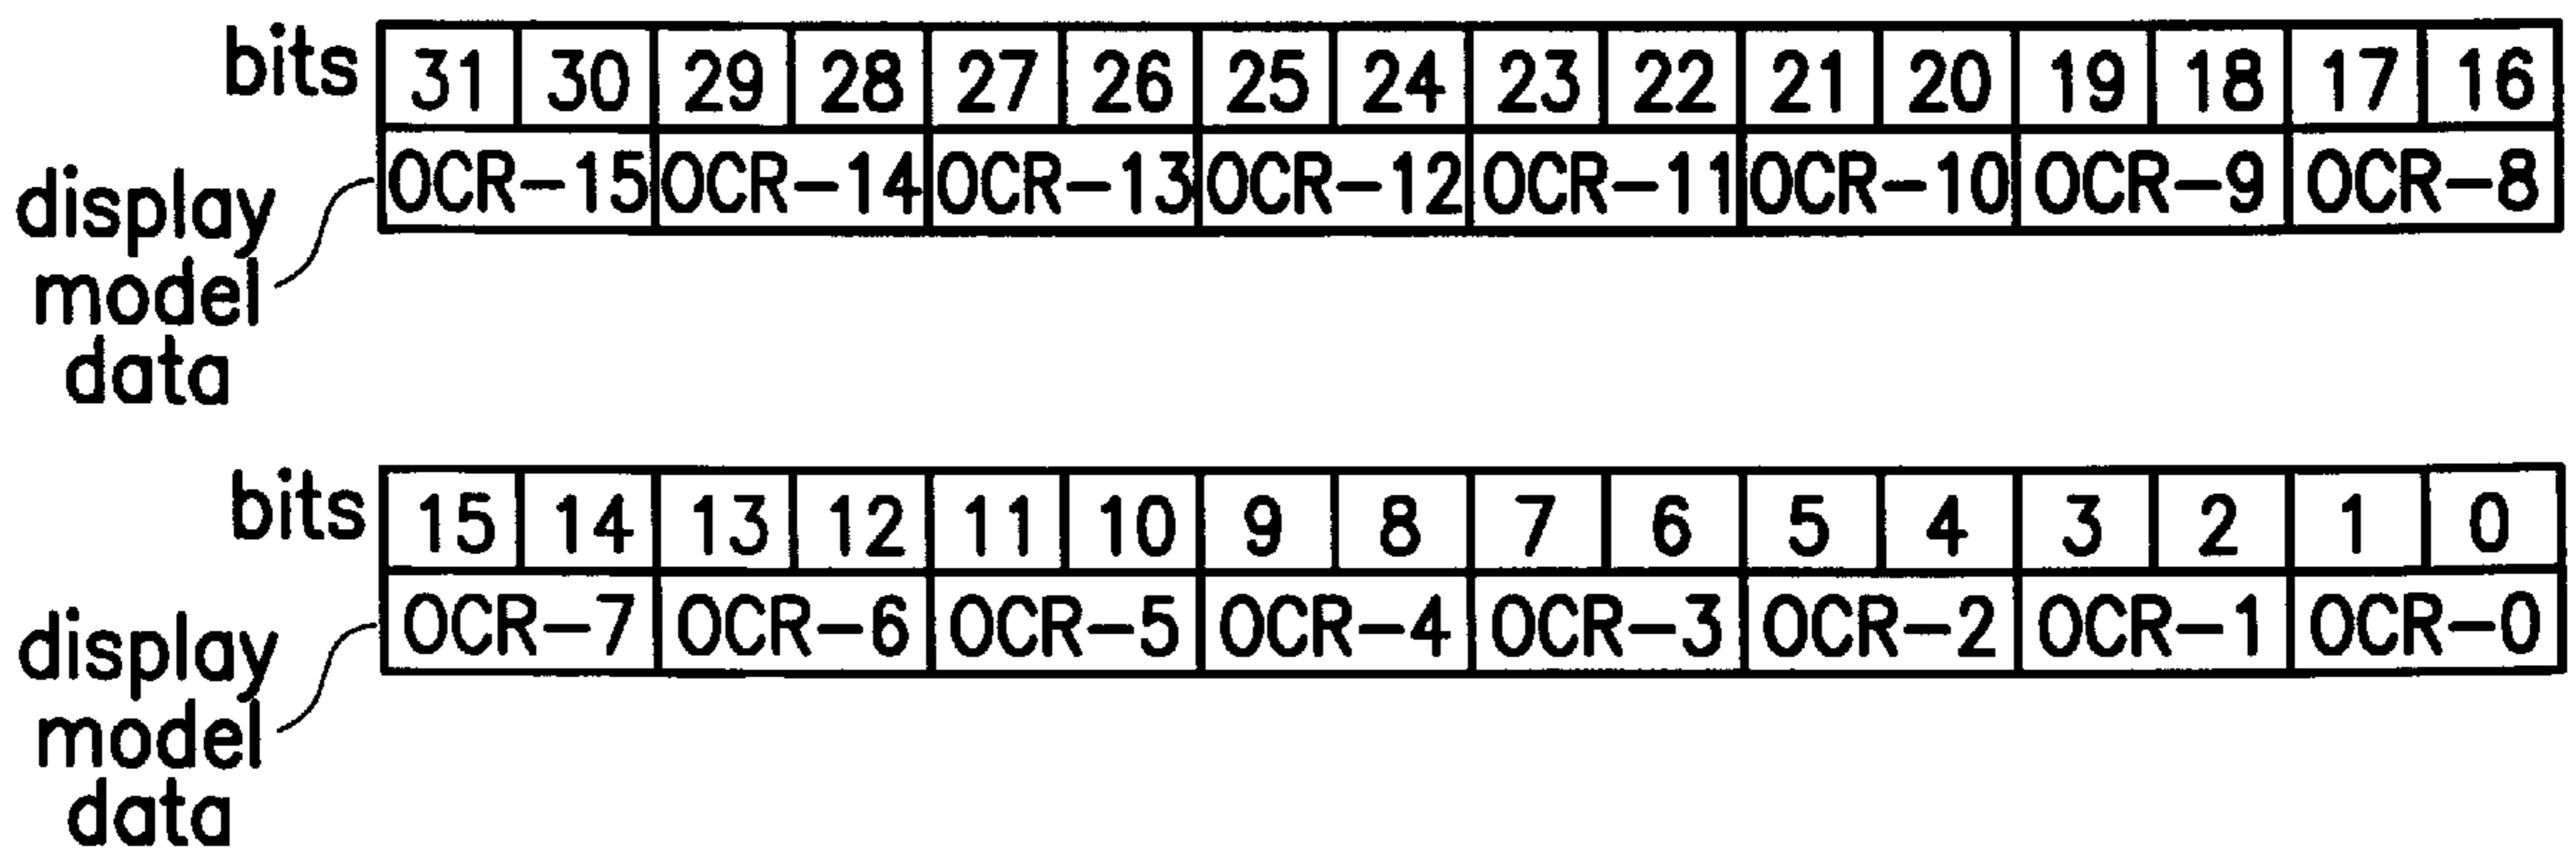 bits 31 30 29 28 27 26 25 24 23 22 21 20 19 18 17 16
display model data OCR-15 OCR-14 OCR-13 OCR-12 OCR-11 OCR-10 OCR-9 OCR-8
bits 15 14 13 12 11 10 9 8 7 6 5 4 3 2 1 0
display model data OCR-7 OCR-6 OCR-5 OCR-4 OCR-3 OCR-2 OCR-1 OCR-0